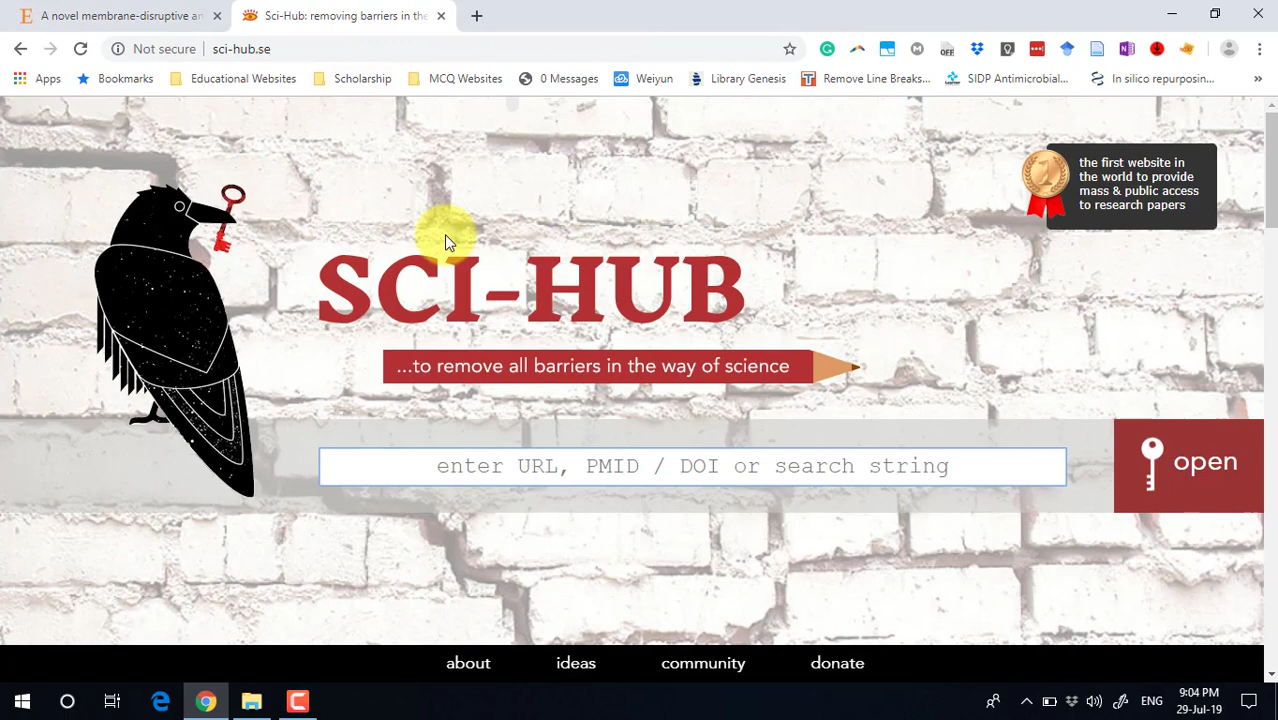 A novel membrane-disruptive an
Sci-Hub: removing barriers in the
Not secure
sci-hub.se
OFF
Apps
Bookmarks
Educational Websites
Scholarship
MCQ Websites
0 Messages
Weiyun
Library Genesis
Remove Line Breaks...
SIDP Antimicrobial...
In silico repurposin...
»
the first website in
the world to provide
mass & public access
to research papers
1
SCI-HUB
...to remove all barriers in the way of science
enter URL, PMID / DOI or search string
open
about
ideas
community
donate
ENG
9:04 PM
29-Jul-19